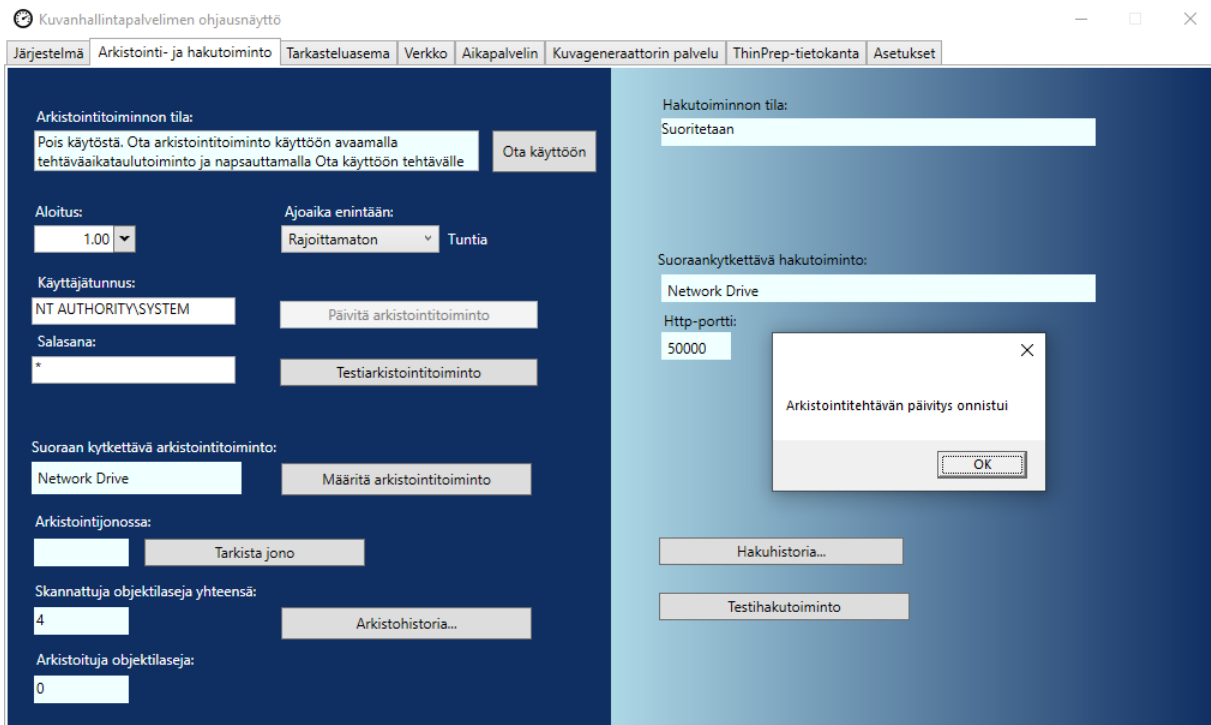 Kuvanhallintapalvelimen ohjausnäyttö
Järjestelmä Arkistointi- ja hakutoiminto Tarkasteluasema Verkko Aikapalvelin Kuvageneraattorin palvelu ThinPrep-tietokanta Asetukset
Arkistointitoiminnon tila:
Pois käytöstä. Ota arkistointitoiminto käyttöön avaamalla
tehtäväaikataulutoiminto ja napsauttamalla Ota käyttöön tehtävälle
Ota käyttöön
Aloitus:
1.00
Ajoaika enintään:
Rajoittamaton Tuntia
Käyttäjätunnus:
NT AUTHORITY\SYSTEM
Päivitä arkistointitoiminto
Salasana:
*
Testiarkistointitoiminto
Suoraan kytkettävä arkistointitoiminto:
Network Drive
Määritä arkistointitoiminto
Arkistointijonossa:
Tarkista jono
Skannattuja objektilaseja yhteensä:
4
Arkistohistoria...
Arkistoituja objektilaseja:
0
Hakutoiminnon tila:
Suoritetaan
Suoraankytkettävä hakutoiminto:
Network Drive
Http-portti:
50000
Arkistointitehtävän päivitys onnistui
OK
Hakuhistoria...
Testihakutoiminto